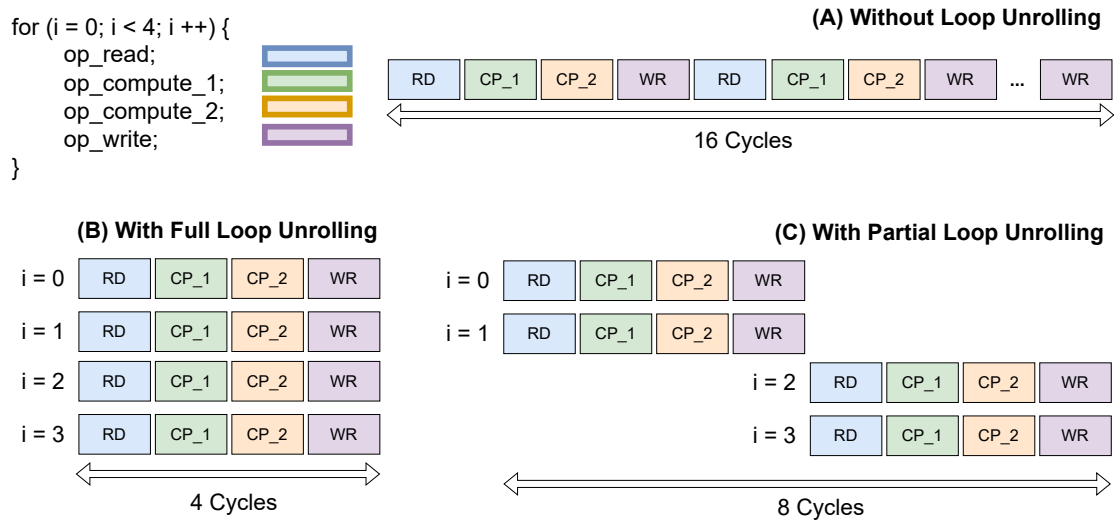 for (i = 0; i < 4; i ++) {
op_read;
op_compute_1;
op_compute_2;
op_write;
}
(A) Without Loop Unrolling
RD CP_1 CP_2 WR RD CP_1 CP_2 WR ... WR
16 Cycles
(B) With Full Loop Unrolling
i = 0 RD CP_1 CP_2 WR
i = 1 RD CP_1 CP_2 WR
i = 2 RD CP_1 CP_2 WR
i = 3 RD CP_1 CP_2 WR
4 Cycles
(C) With Partial Loop Unrolling
i = 0 RD CP_1 CP_2 WR
i = 1 RD CP_1 CP_2 WR
i = 2 RD CP_1 CP_2 WR
i = 3 RD CP_1 CP_2 WR
8 Cycles